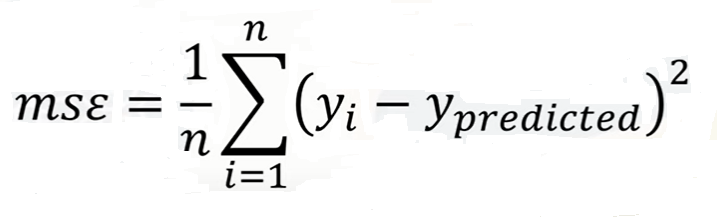 msε = 1/n ∑_{i=1}^{n} (y_i − y_predicted)^2